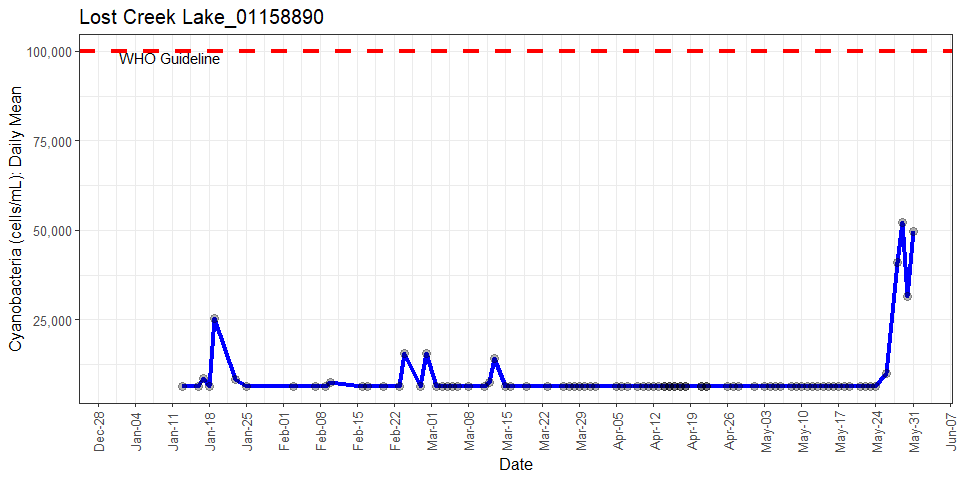 Lost Creek Lake_01158890
100,000
WHO Guideline
75,000
50,000
25,000
Cyanobacteria (cells/mL): Daily Mean
Dec-28
Jan-04
Jan-11
Jan-18
Jan-25
Feb-01
Feb-08
Feb-15
Feb-22
Mar-01
Mar-08
Mar-15
Mar-22
Mar-29
Apr-05
Apr-12
Apr-19
Apr-26
May-03
May-10
May-17
May-24
May-31
Jun-07
Date